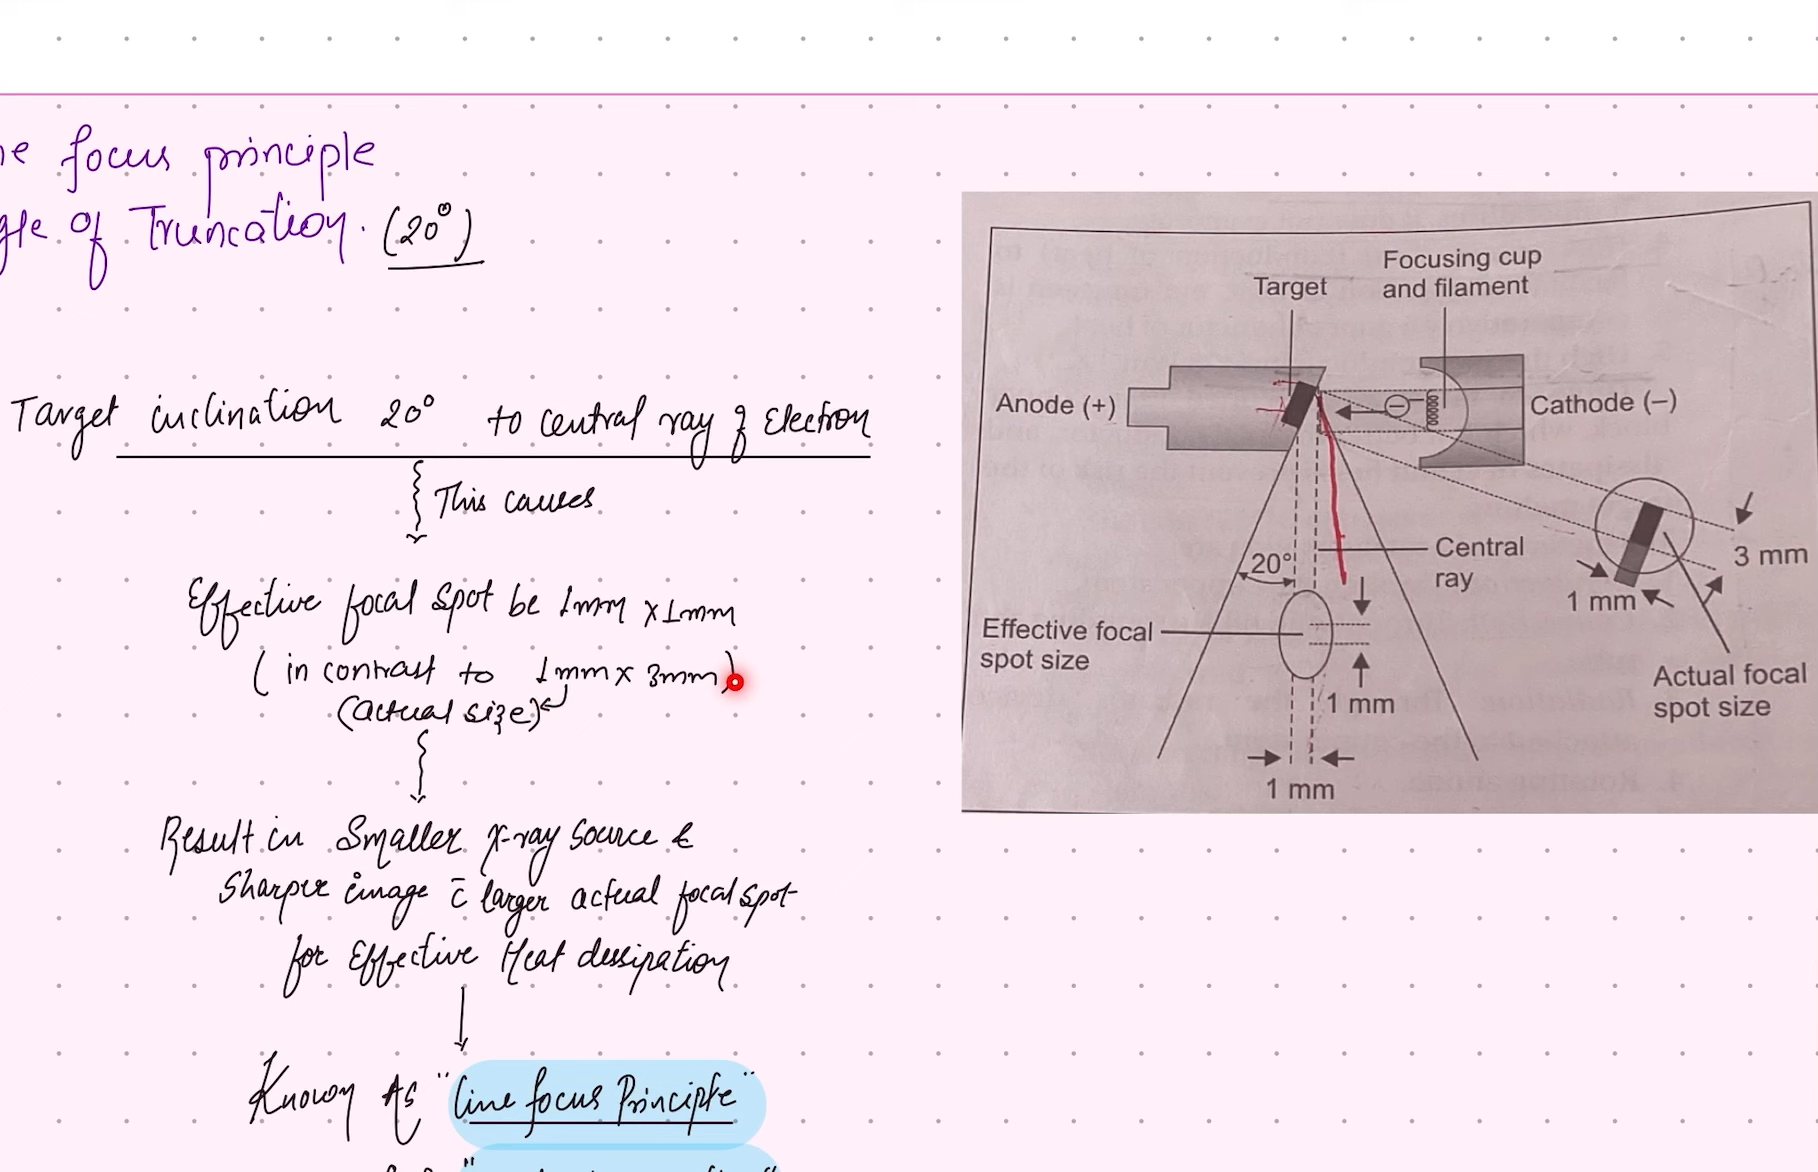 ne focus principle
gle of Truncation. (20°)
Target inclination 20° to central ray of Electron
This causes
Effective focal spot be 1mm x 1mm
( in contrast to 1mm x 3mm)
(actual size)
Result in Smaller X-ray source &
Sharper image c̄ larger actual focal spot
for Effective Heat dessipation
Known As "Line focus Principle"
Target
Focusing cup
and filament
Anode (+)
Cathode (−)
20°
Central
ray
3 mm
1 mm
Effective focal
spot size
1 mm
Actual focal
spot size
1 mm